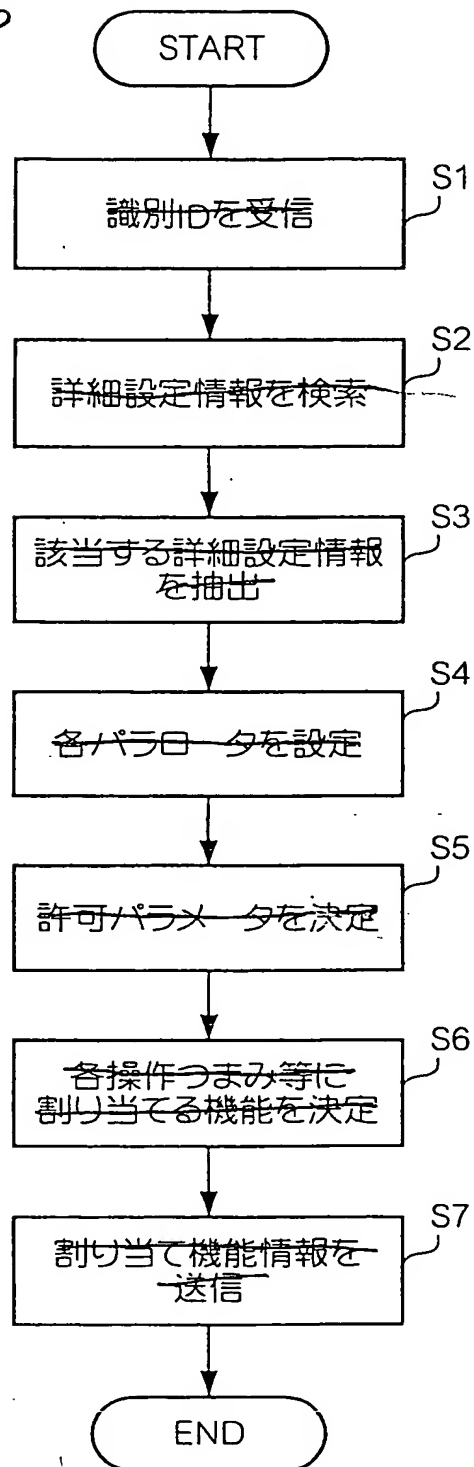 START
識別IDを受信
S1
詳細設定情報を検索
S2
該当する詳細設定情報
を抽出
S3
各パラロータを設定
S4
許可パラメータを決定
S5
各操作つまみ等に
割り当てる機能を決定
S6
割り当て機能情報を
送信
S7
END